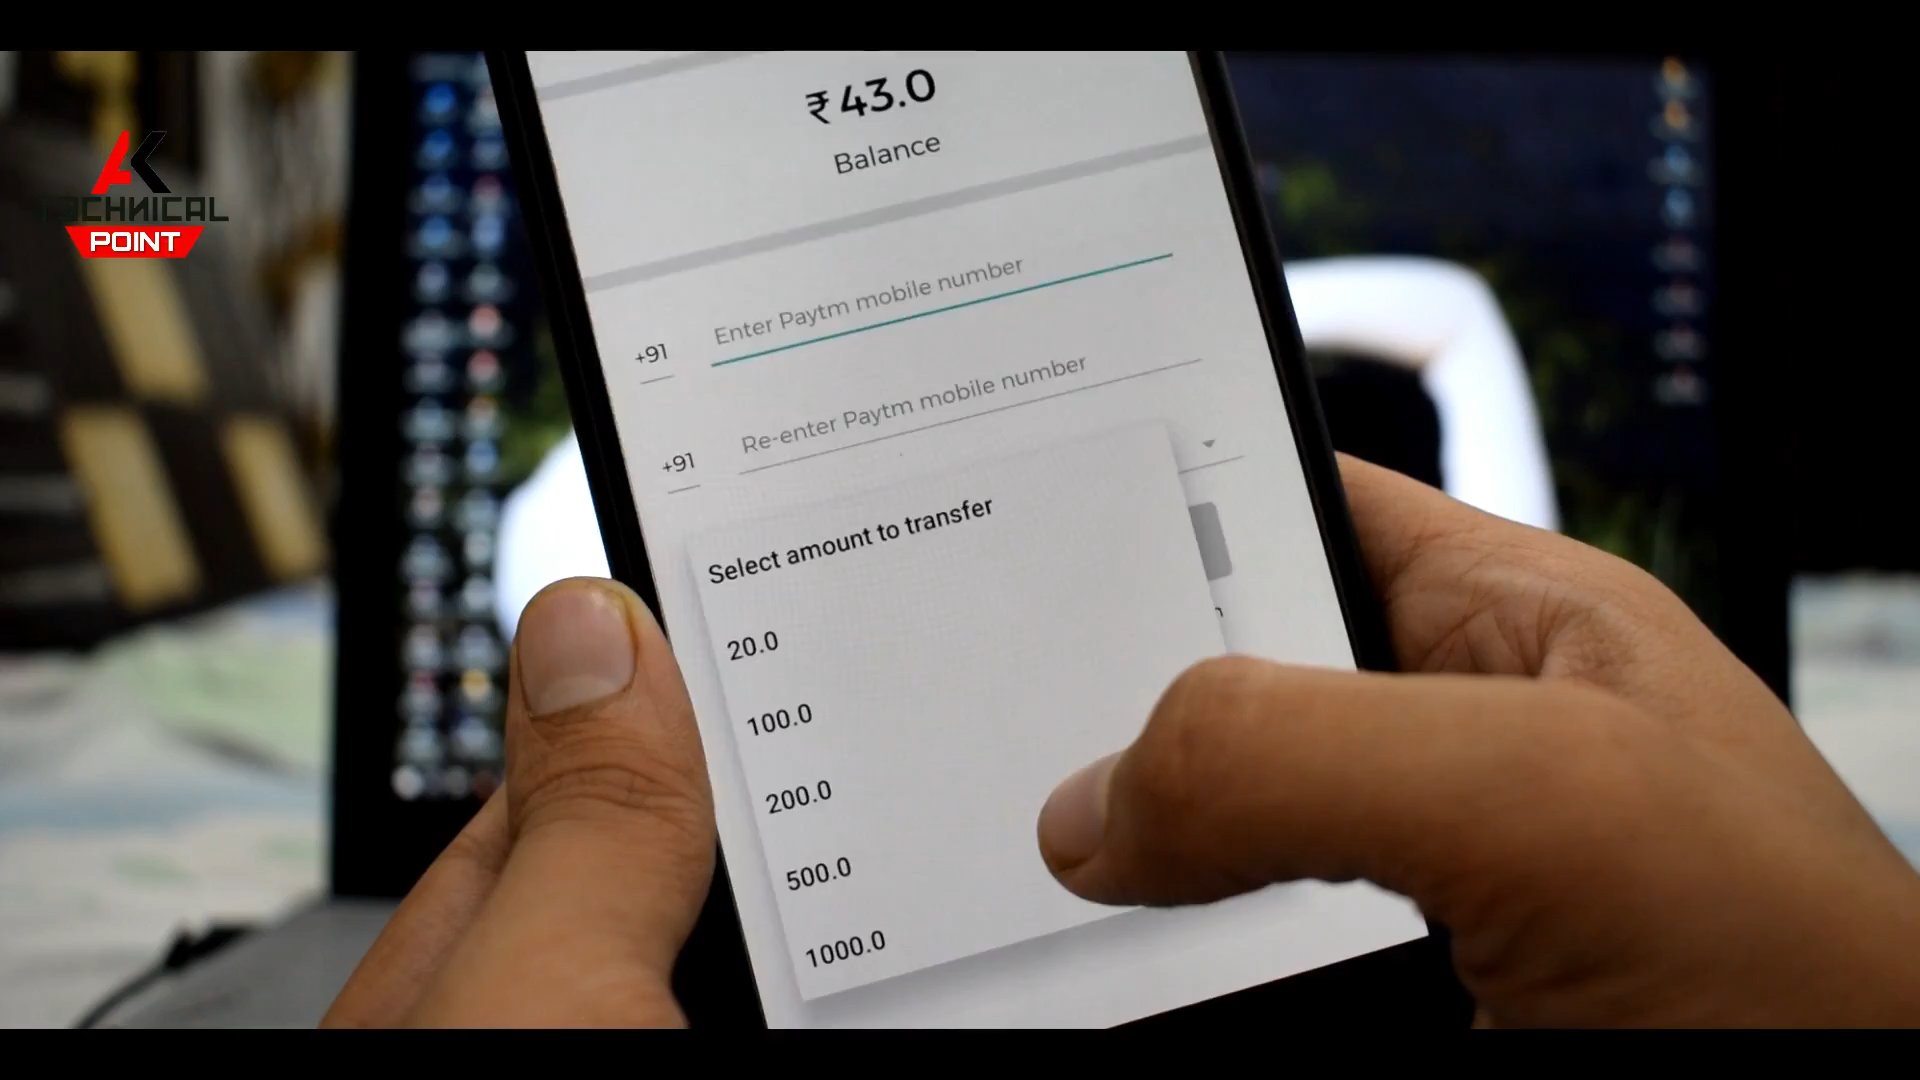 AK
TECHNICAL
POINT
₹ 43.0
Balance
+91 Enter Paytm mobile number
+91 Re-enter Paytm mobile number
Select amount to transfer
20.0
100.0
200.0
500.0
1000.0